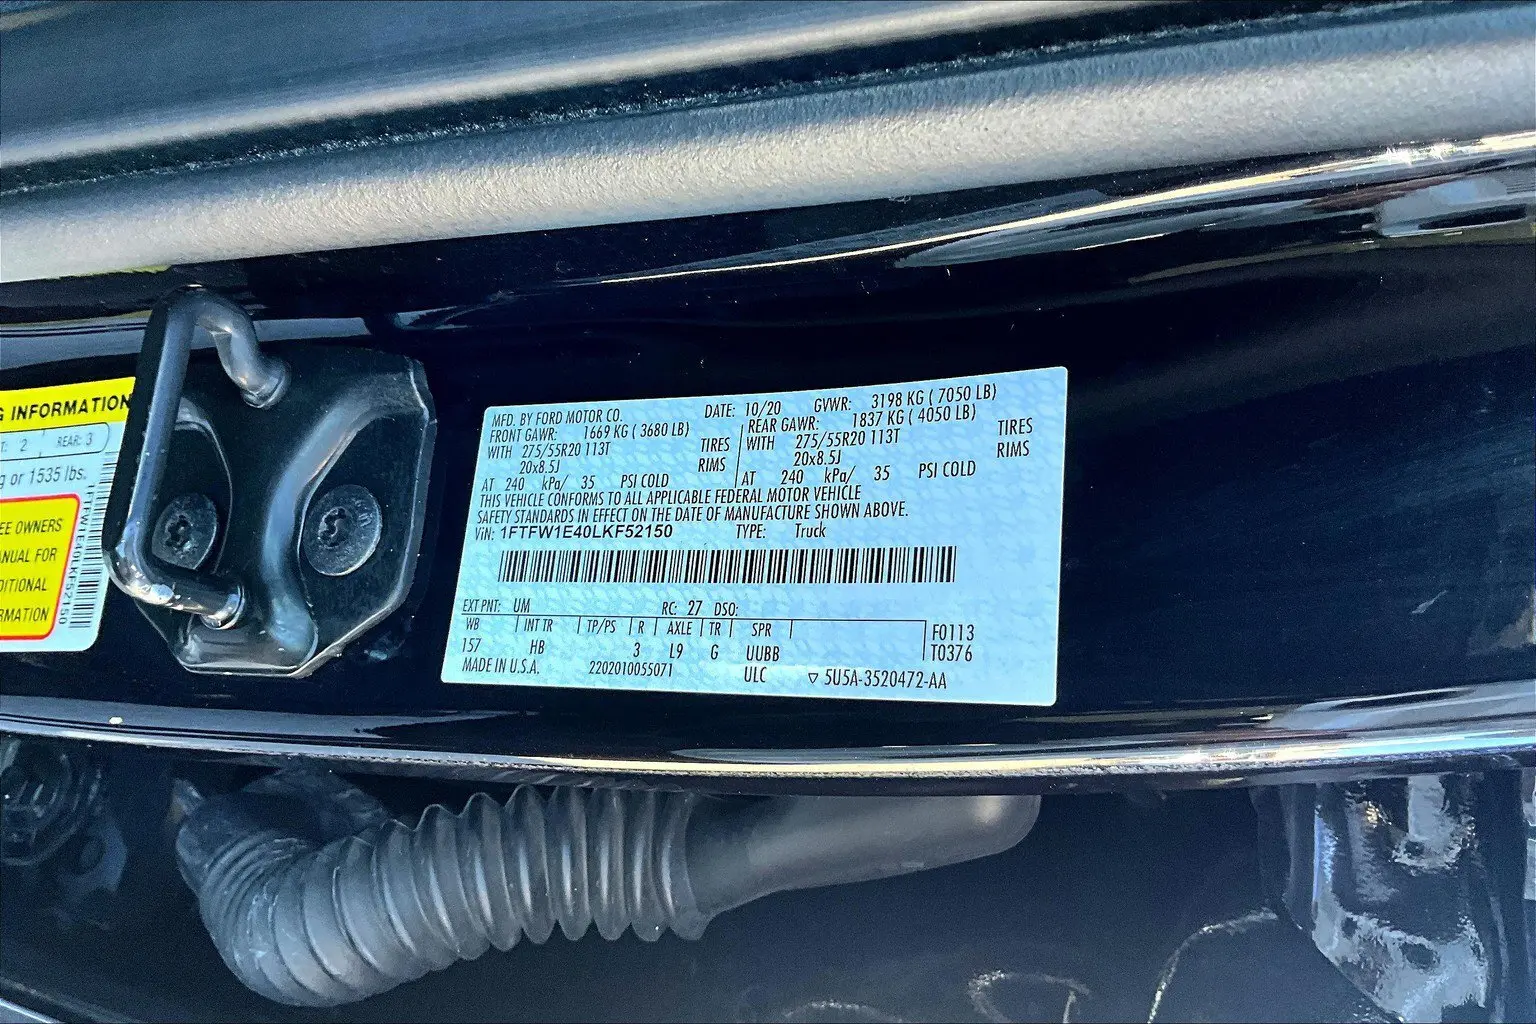 G INFORMATION
T: 2 REAR: 3
g or 1535 lbs.
EE OWNERS
ANUAL FOR
DITIONAL
RMATION
1FTFW1E40LKF52150
MFD. BY FORD MOTOR CO. DATE: 10/20 GVWR: 3198 KG ( 7050 LB)
FRONT GAWR: 1669 KG ( 3680 LB) REAR GAWR: 1837 KG ( 4050 LB)
WITH 275/55R20 113T TIRES WITH 275/55R20 113T TIRES
20x8.5J RIMS 20x8.5J RIMS
AT 240 kPa/ 35 PSI COLD AT 240 kPa/ 35 PSI COLD
THIS VEHICLE CONFORMS TO ALL APPLICABLE FEDERAL MOTOR VEHICLE
SAFETY STANDARDS IN EFFECT ON THE DATE OF MANUFACTURE SHOWN ABOVE.
VIN: 1FTFW1E40LKF52150 TYPE: Truck
EXT PNT: UM RC: 27 DSO:
WB INT TR TP/PS R AXLE TR SPR F0113
157 HB 3 L9 G UUBB T0376
MADE IN U.S.A. 2202010055071 ULC ▽ 5U5A-3520472-AA